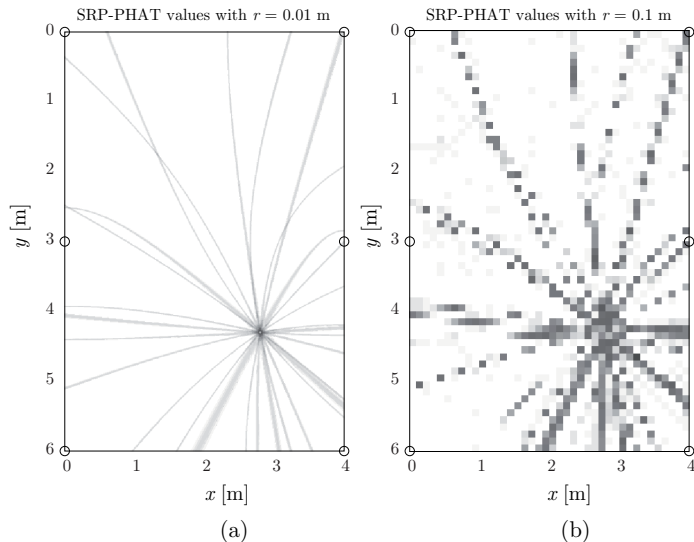 SRP-PHAT values with r = 0.01 m
0
1
2
3
4
5
6
y [m]
0 1 2 3 4
x [m]
(a)
SRP-PHAT values with r = 0.1 m
0
1
2
3
4
5
6
y [m]
0 1 2 3 4
x [m]
(b)